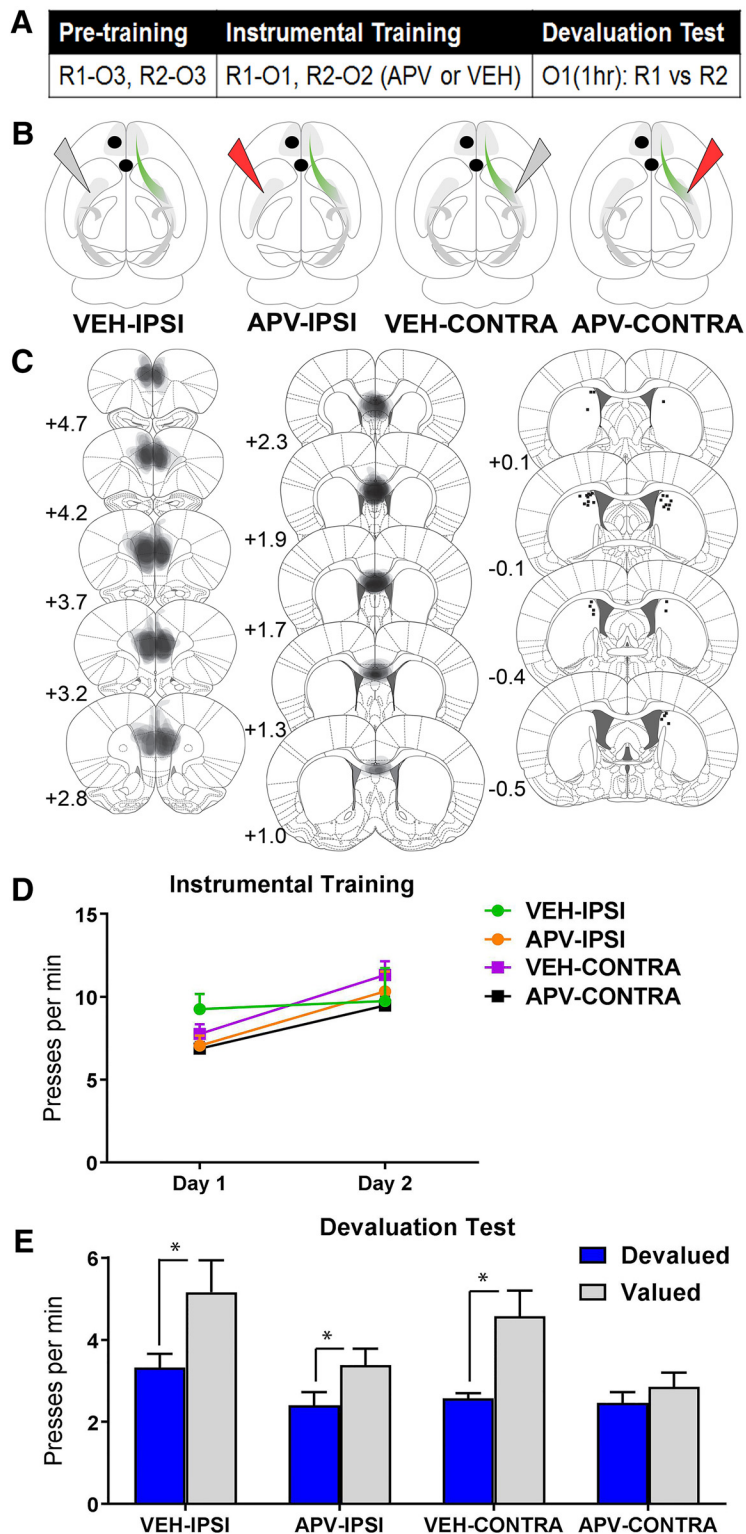 A
Pre-training Instrumental Training Devaluation Test
R1-O3, R2-O3 R1-O1, R2-O2 (APV or VEH) O1(1hr): R1 vs R2
B
VEH-IPSI APV-IPSI VEH-CONTRA APV-CONTRA
C
+4.7
+4.2
+3.7
+3.2
+2.8
+2.3
+1.9
+1.7
+1.3
+1.0
+0.1
-0.1
-0.4
-0.5
D
Instrumental Training
Presses per min
15
10
5
0
Day 1 Day 2
VEH-IPSI
APV-IPSI
VEH-CONTRA
APV-CONTRA
E
Devaluation Test
Presses per min
6
4
2
0
* * *
Devalued
Valued
VEH-IPSI APV-IPSI VEH-CONTRA APV-CONTRA